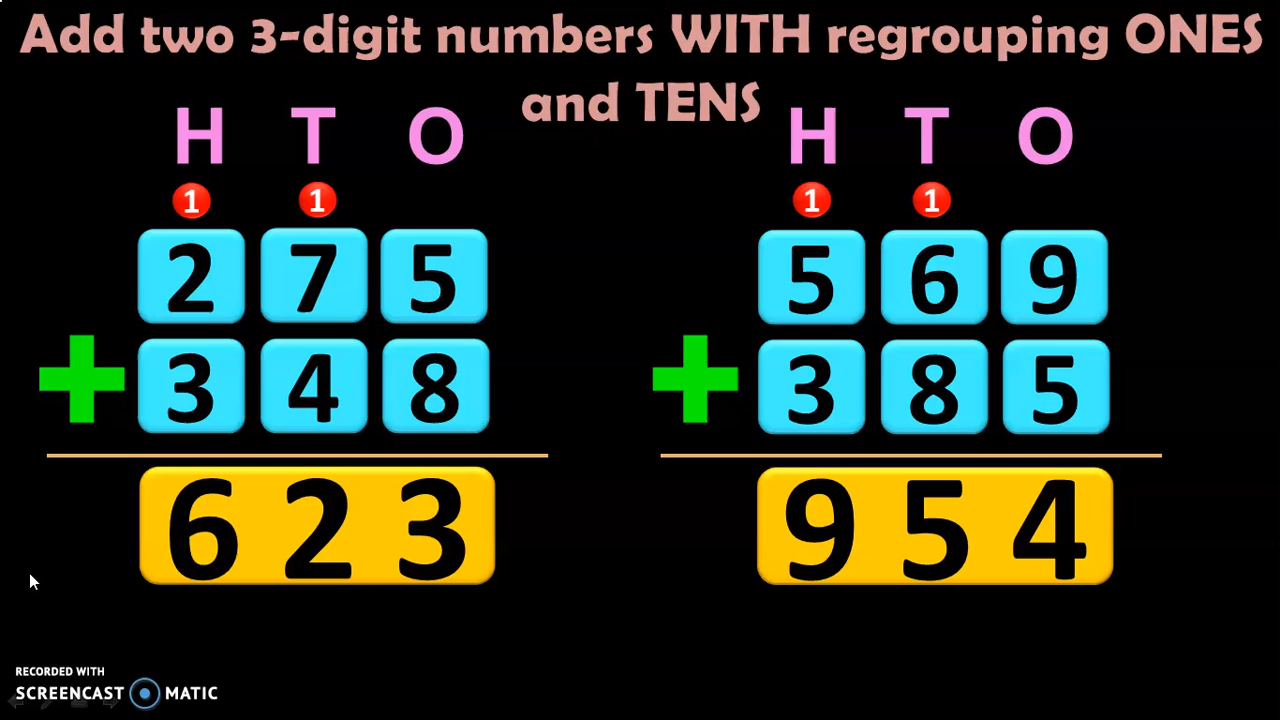 Add two 3-digit numbers WITH regrouping ONES
and TENS
H T O
1 1
2 7 5
+ 3 4 8
6 2 3
H T O
1 1
5 6 9
+ 3 8 5
9 5 4
RECORDED WITH
SCREENCAST MATIC